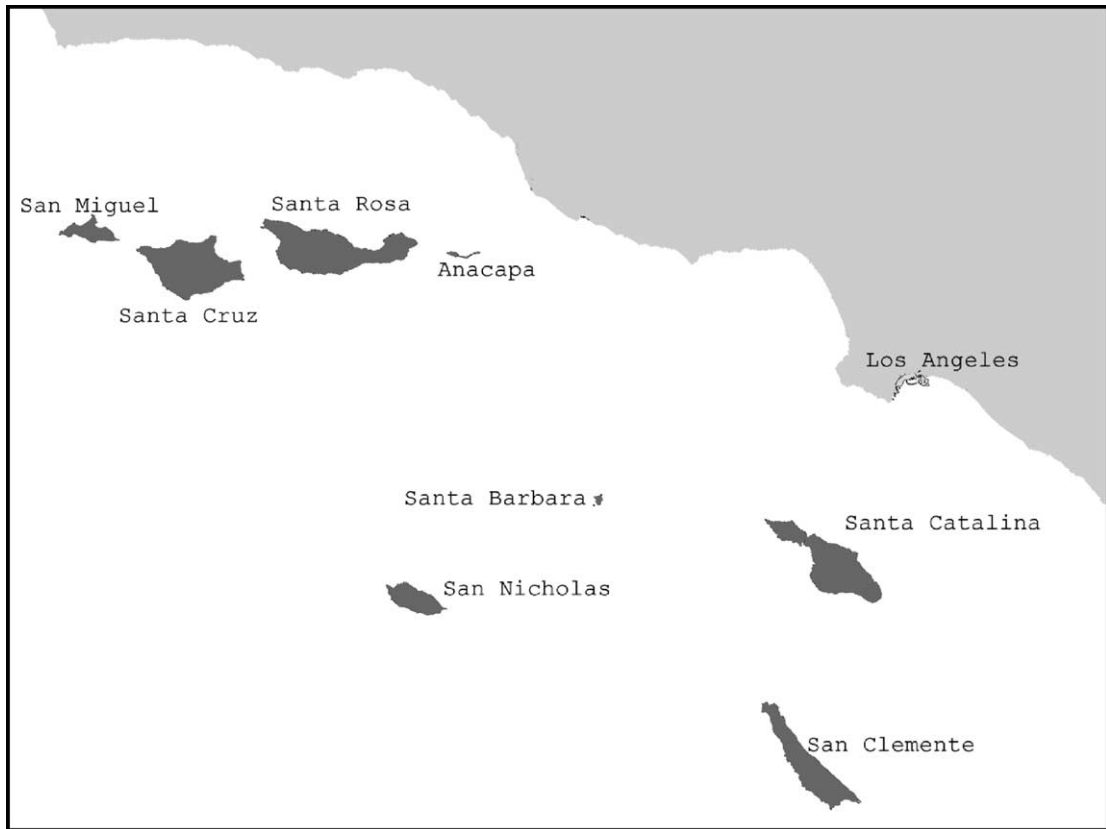 San Miguel
Santa Rosa
Anacapa
Santa Cruz
Los Angeles
Santa Barbara
Santa Catalina
San Nicholas
San Clemente